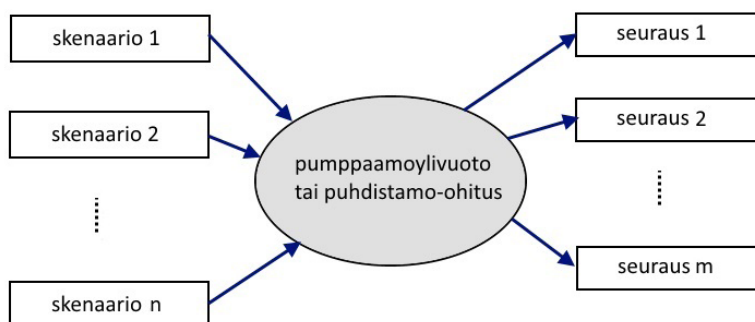 skenaario 1
skenaario 2
skenaario n
pumppaamoylivuoto
tai puhdistamo-ohitus
seuraus 1
seuraus 2
seuraus m